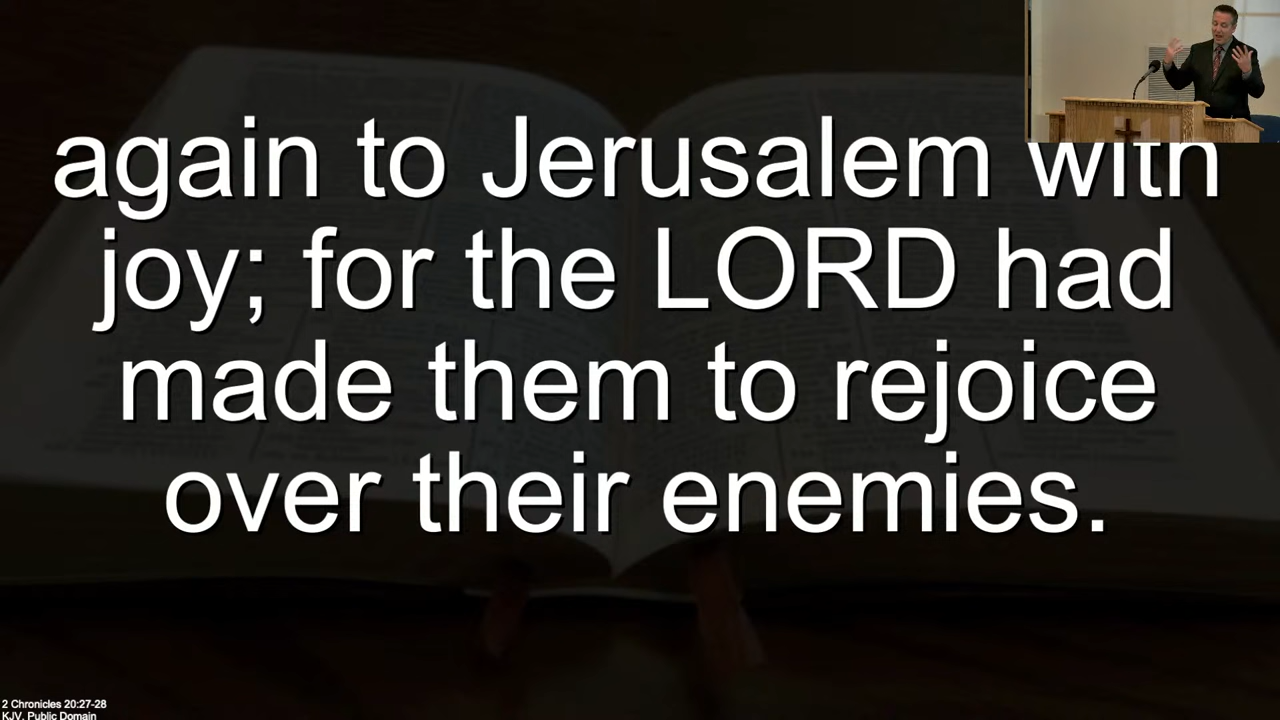 again to Jerusalem with
joy; for the LORD had
made them to rejoice
over their enemies.
2 Chronicles 20:27-28
KJV, Public Domain